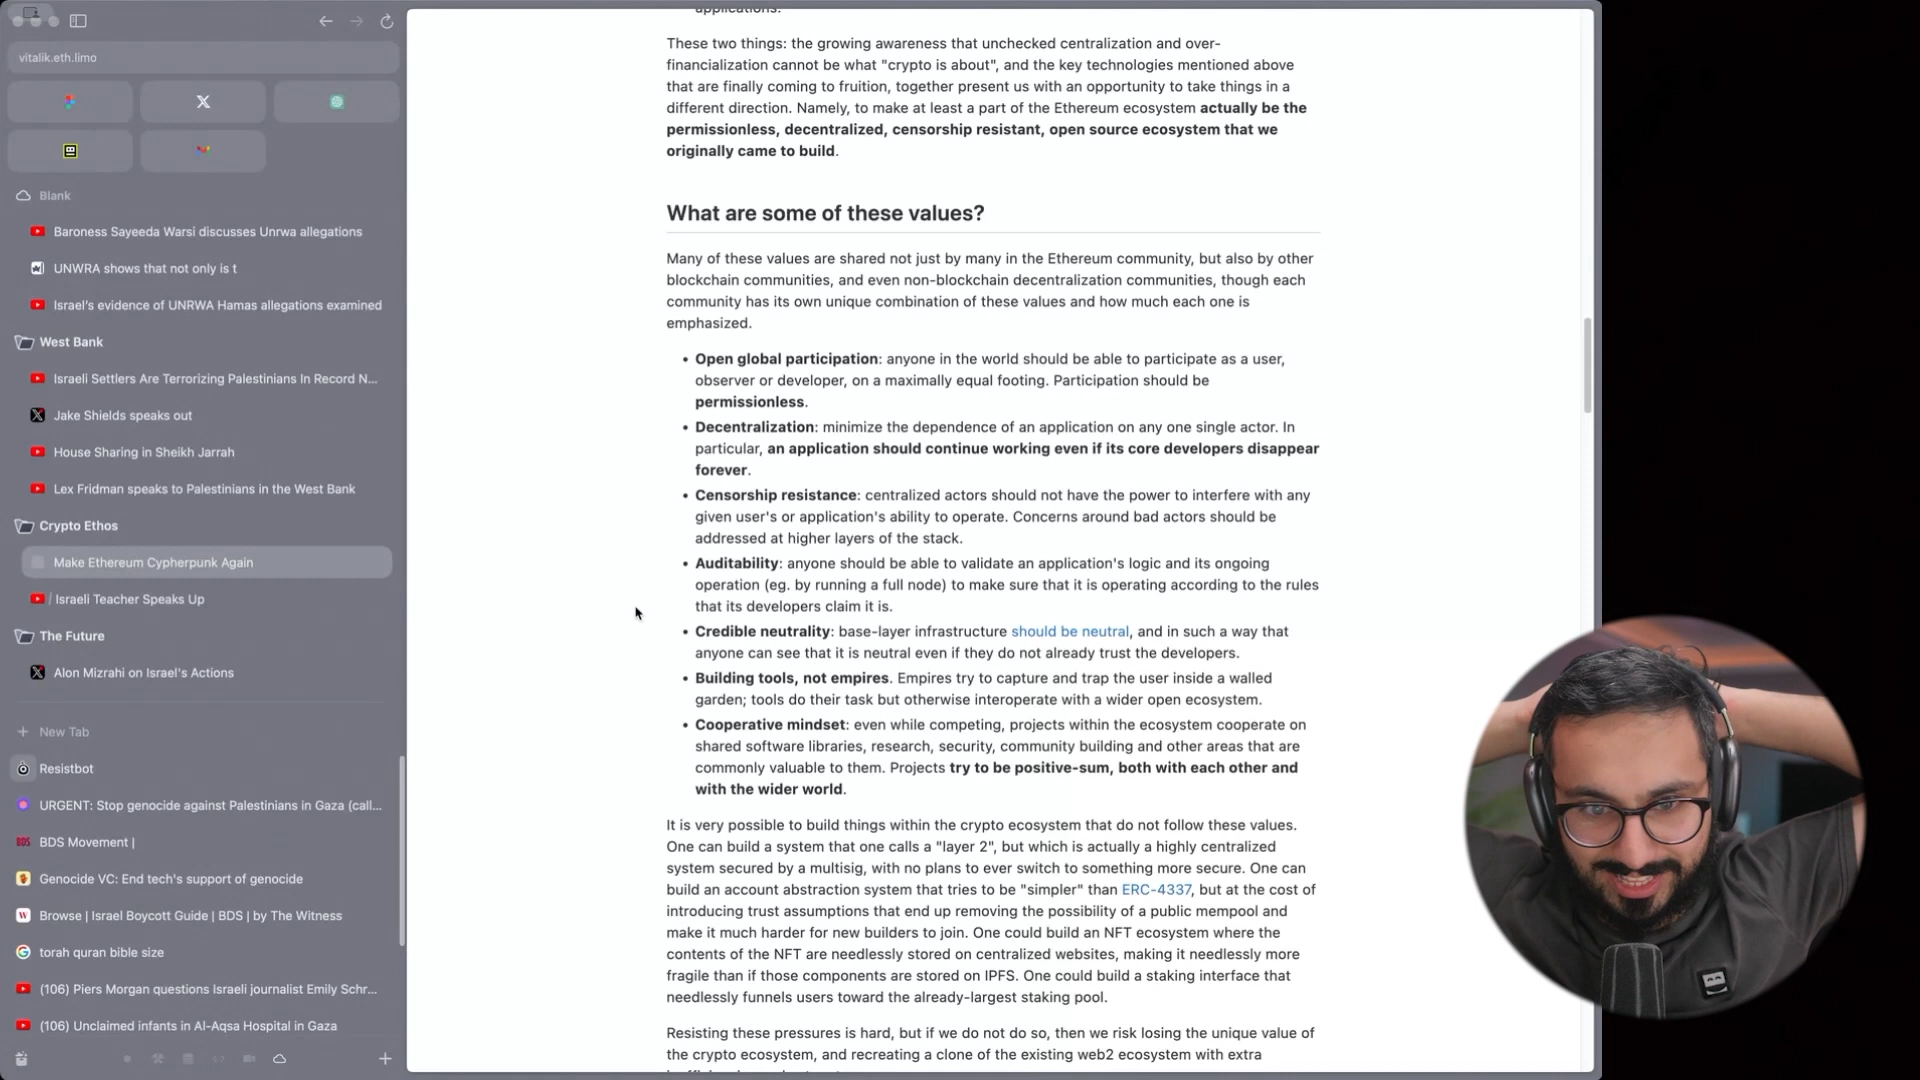 vitalik.eth.limo
Blank
Baroness Sayeeda Warsi discusses Unrwa allegations
UNWRA shows that not only is t
Israel's evidence of UNRWA Hamas allegations examined
West Bank
Israeli Settlers Are Terrorizing Palestinians In Record N...
Jake Shields speaks out
House Sharing in Sheikh Jarrah
Lex Fridman speaks to Palestinians in the West Bank
Crypto Ethos
Make Ethereum Cypherpunk Again
/ Israeli Teacher Speaks Up
The Future
Alon Mizrahi on Israel's Actions
New Tab
Resistbot
URGENT: Stop genocide against Palestinians in Gaza (call...
BDS Movement |
Genocide VC: End tech's support of genocide
Browse | Israel Boycott Guide | BDS | by The Witness
torah quran bible size
(106) Piers Morgan questions Israeli journalist Emily Schr...
(106) Unclaimed infants in Al-Aqsa Hospital in Gaza
applications.
These two things: the growing awareness that unchecked centralization and over-
financialization cannot be what "crypto is about", and the key technologies mentioned above
that are finally coming to fruition, together present us with an opportunity to take things in a
different direction. Namely, to make at least a part of the Ethereum ecosystem actually be the
permissionless, decentralized, censorship resistant, open source ecosystem that we
originally came to build.
What are some of these values?
Many of these values are shared not just by many in the Ethereum community, but also by other
blockchain communities, and even non-blockchain decentralization communities, though each
community has its own unique combination of these values and how much each one is
emphasized.
• Open global participation: anyone in the world should be able to participate as a user,
observer or developer, on a maximally equal footing. Participation should be
permissionless.
• Decentralization: minimize the dependence of an application on any one single actor. In
particular, an application should continue working even if its core developers disappear
forever.
• Censorship resistance: centralized actors should not have the power to interfere with any
given user's or application's ability to operate. Concerns around bad actors should be
addressed at higher layers of the stack.
• Auditability: anyone should be able to validate an application's logic and its ongoing
operation (eg. by running a full node) to make sure that it is operating according to the rules
that its developers claim it is.
• Credible neutrality: base-layer infrastructure should be neutral, and in such a way that
anyone can see that it is neutral even if they do not already trust the developers.
• Building tools, not empires. Empires try to capture and trap the user inside a walled
garden; tools do their task but otherwise interoperate with a wider open ecosystem.
• Cooperative mindset: even while competing, projects within the ecosystem cooperate on
shared software libraries, research, security, community building and other areas that are
commonly valuable to them. Projects try to be positive-sum, both with each other and
with the wider world.
It is very possible to build things within the crypto ecosystem that do not follow these values.
One can build a system that one calls a "layer 2", but which is actually a highly centralized
system secured by a multisig, with no plans to ever switch to something more secure. One can
build an account abstraction system that tries to be "simpler" than ERC-4337, but at the cost of
introducing trust assumptions that end up removing the possibility of a public mempool and
make it much harder for new builders to join. One could build an NFT ecosystem where the
contents of the NFT are needlessly stored on centralized websites, making it needlessly more
fragile than if those components are stored on IPFS. One could build a staking interface that
needlessly funnels users toward the already-largest staking pool.
Resisting these pressures is hard, but if we do not do so, then we risk losing the unique value of
the crypto ecosystem, and recreating a clone of the existing web2 ecosystem with extra